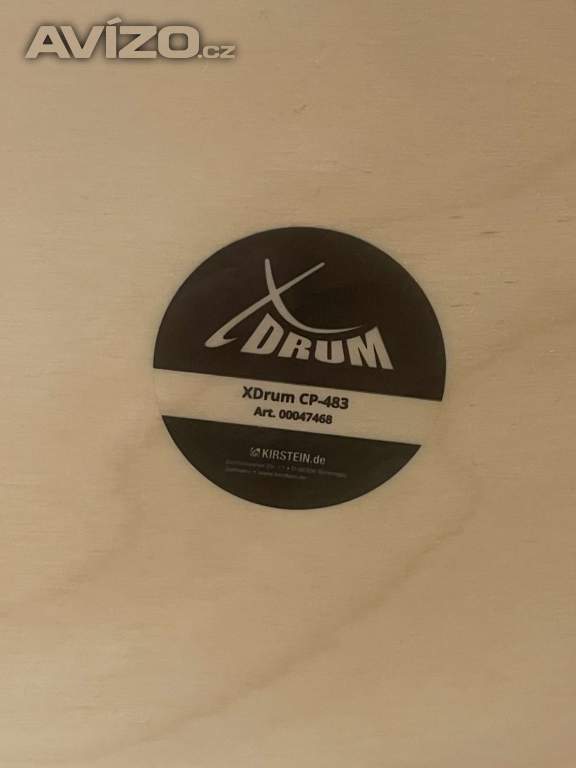 AVÍZO.cz
XDRUM
XDrum CP-483
Art. 00047468
KIRSTEIN.de